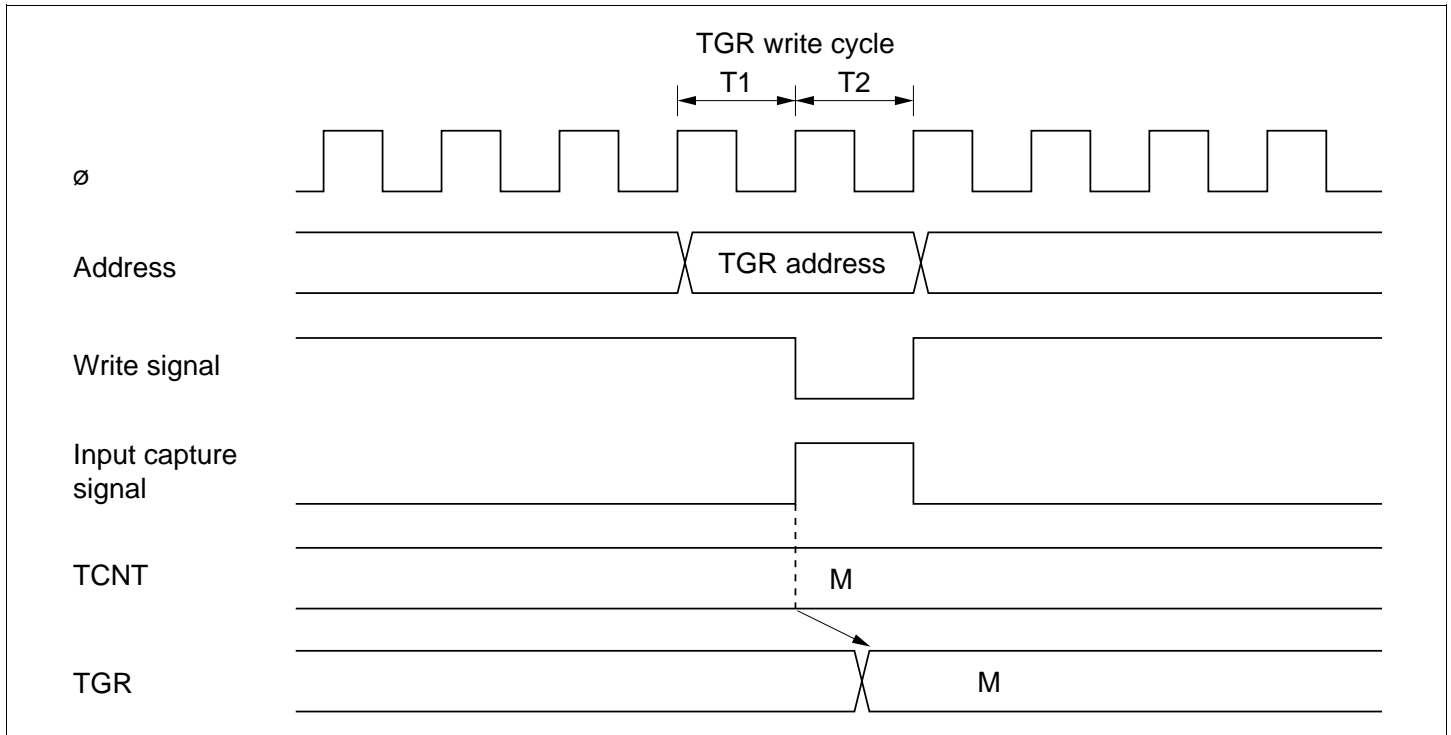 TGR write cycle
T1 T2
ø
Address
TGR address
Write signal
Input capture
signal
TCNT
M
TGR
M